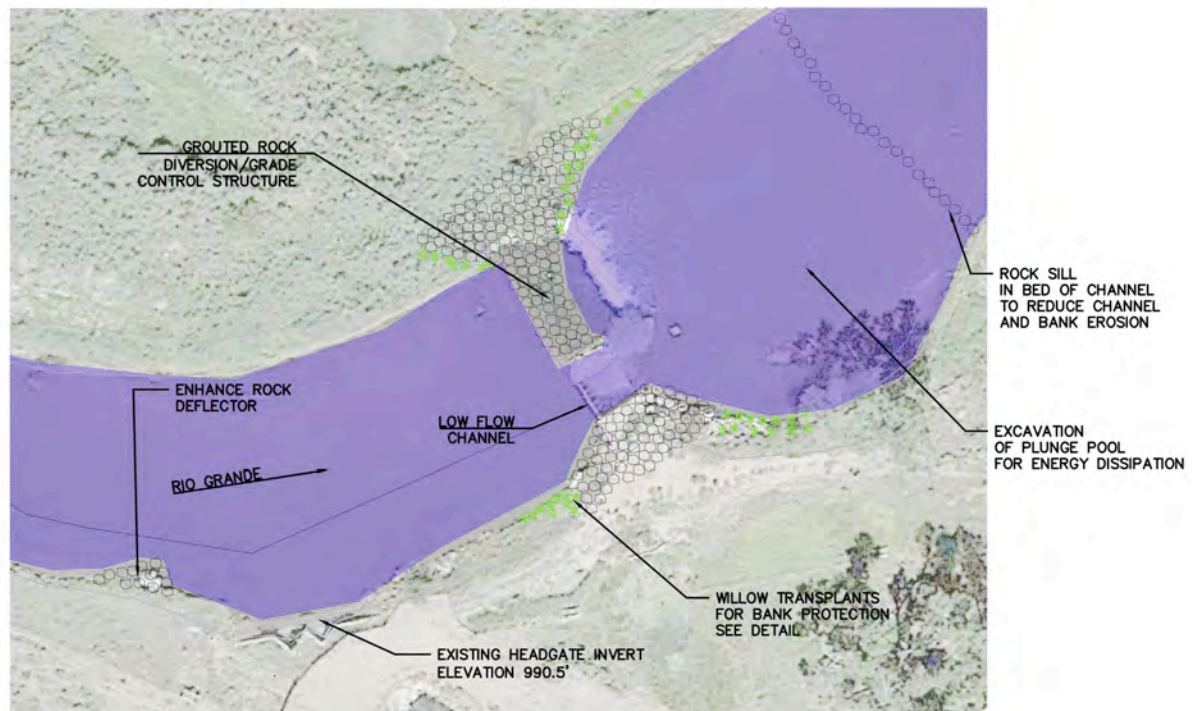 GROUTED ROCK
DIVERSION/GRADE
CONTROL STRUCTURE
ROCK SILL
IN BED OF CHANNEL
TO REDUCE CHANNEL
AND BANK EROSION
ENHANCE ROCK
DEFLECTOR
LOW FLOW
CHANNEL
EXCAVATION
OF PLUNGE POOL
FOR ENERGY DISSIPATION
RIO GRANDE
WILLOW TRANSPLANTS
FOR BANK PROTECTION
SEE DETAIL
EXISTING HEADGATE INVERT
ELEVATION 990.5'